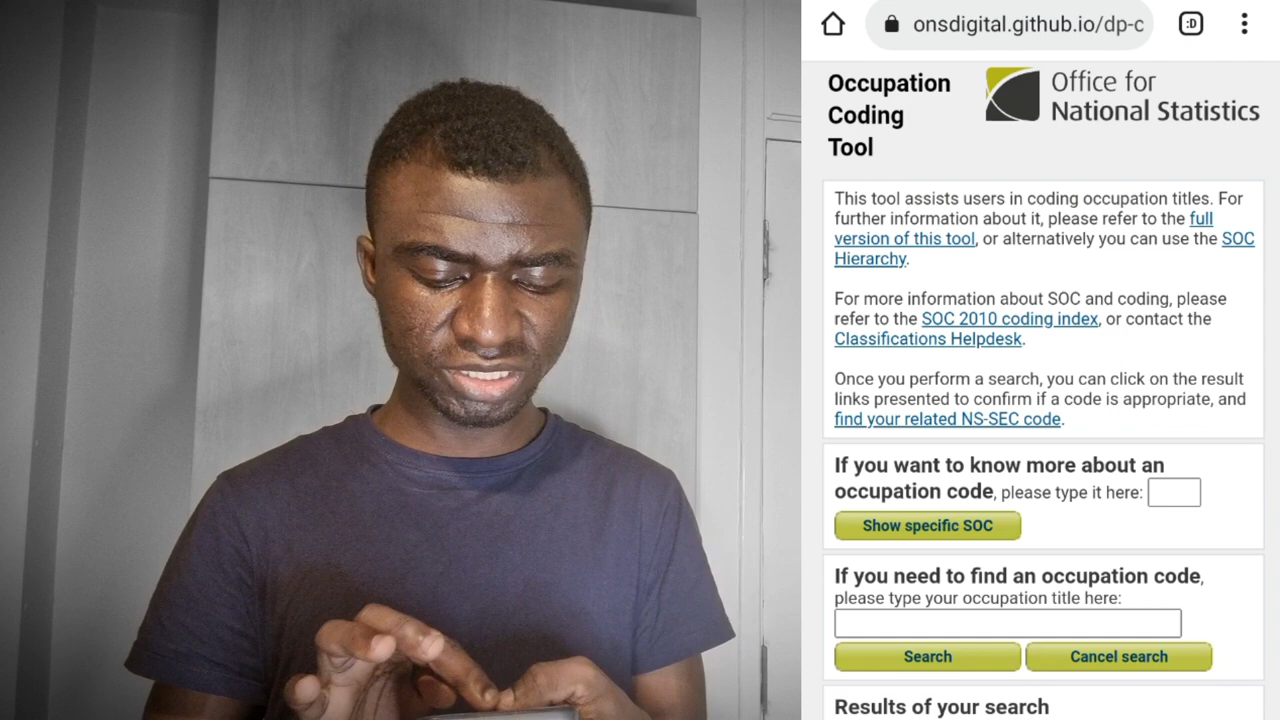 onsdigital.github.io/dp-c
:D
Occupation
Coding
Tool
Office for
National Statistics
This tool assists users in coding occupation titles. For
further information about it, please refer to the full
version of this tool, or alternatively you can use the SOC
Hierarchy.
For more information about SOC and coding, please
refer to the SOC 2010 coding index, or contact the
Classifications Helpdesk.
Once you perform a search, you can click on the result
links presented to confirm if a code is appropriate, and
find your related NS-SEC code.
If you want to know more about an
occupation code, please type it here:
Show specific SOC
If you need to find an occupation code,
please type your occupation title here:
Search
Cancel search
Results of your search